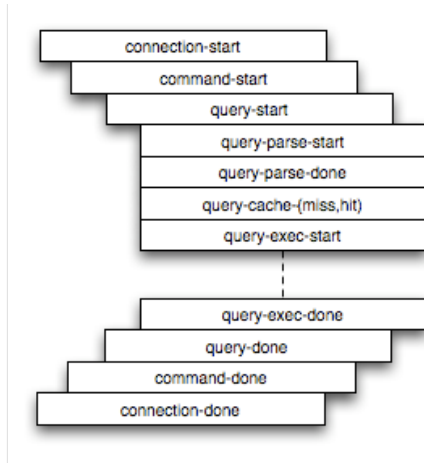 connection-start
command-start
query-start
query-parse-start
query-parse-done
query-cache-(miss,hit)
query-exec-start
query-exec-done
query-done
command-done
connection-done